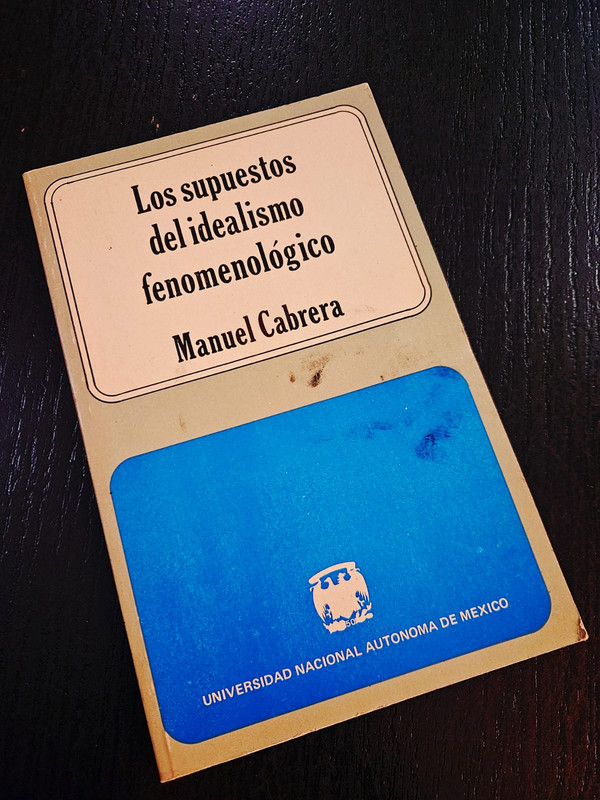 Los supuestos
del idealismo
fenomenológico
Manuel Cabrera
UNIVERSIDAD NACIONAL AUTONOMA DE MEXICO